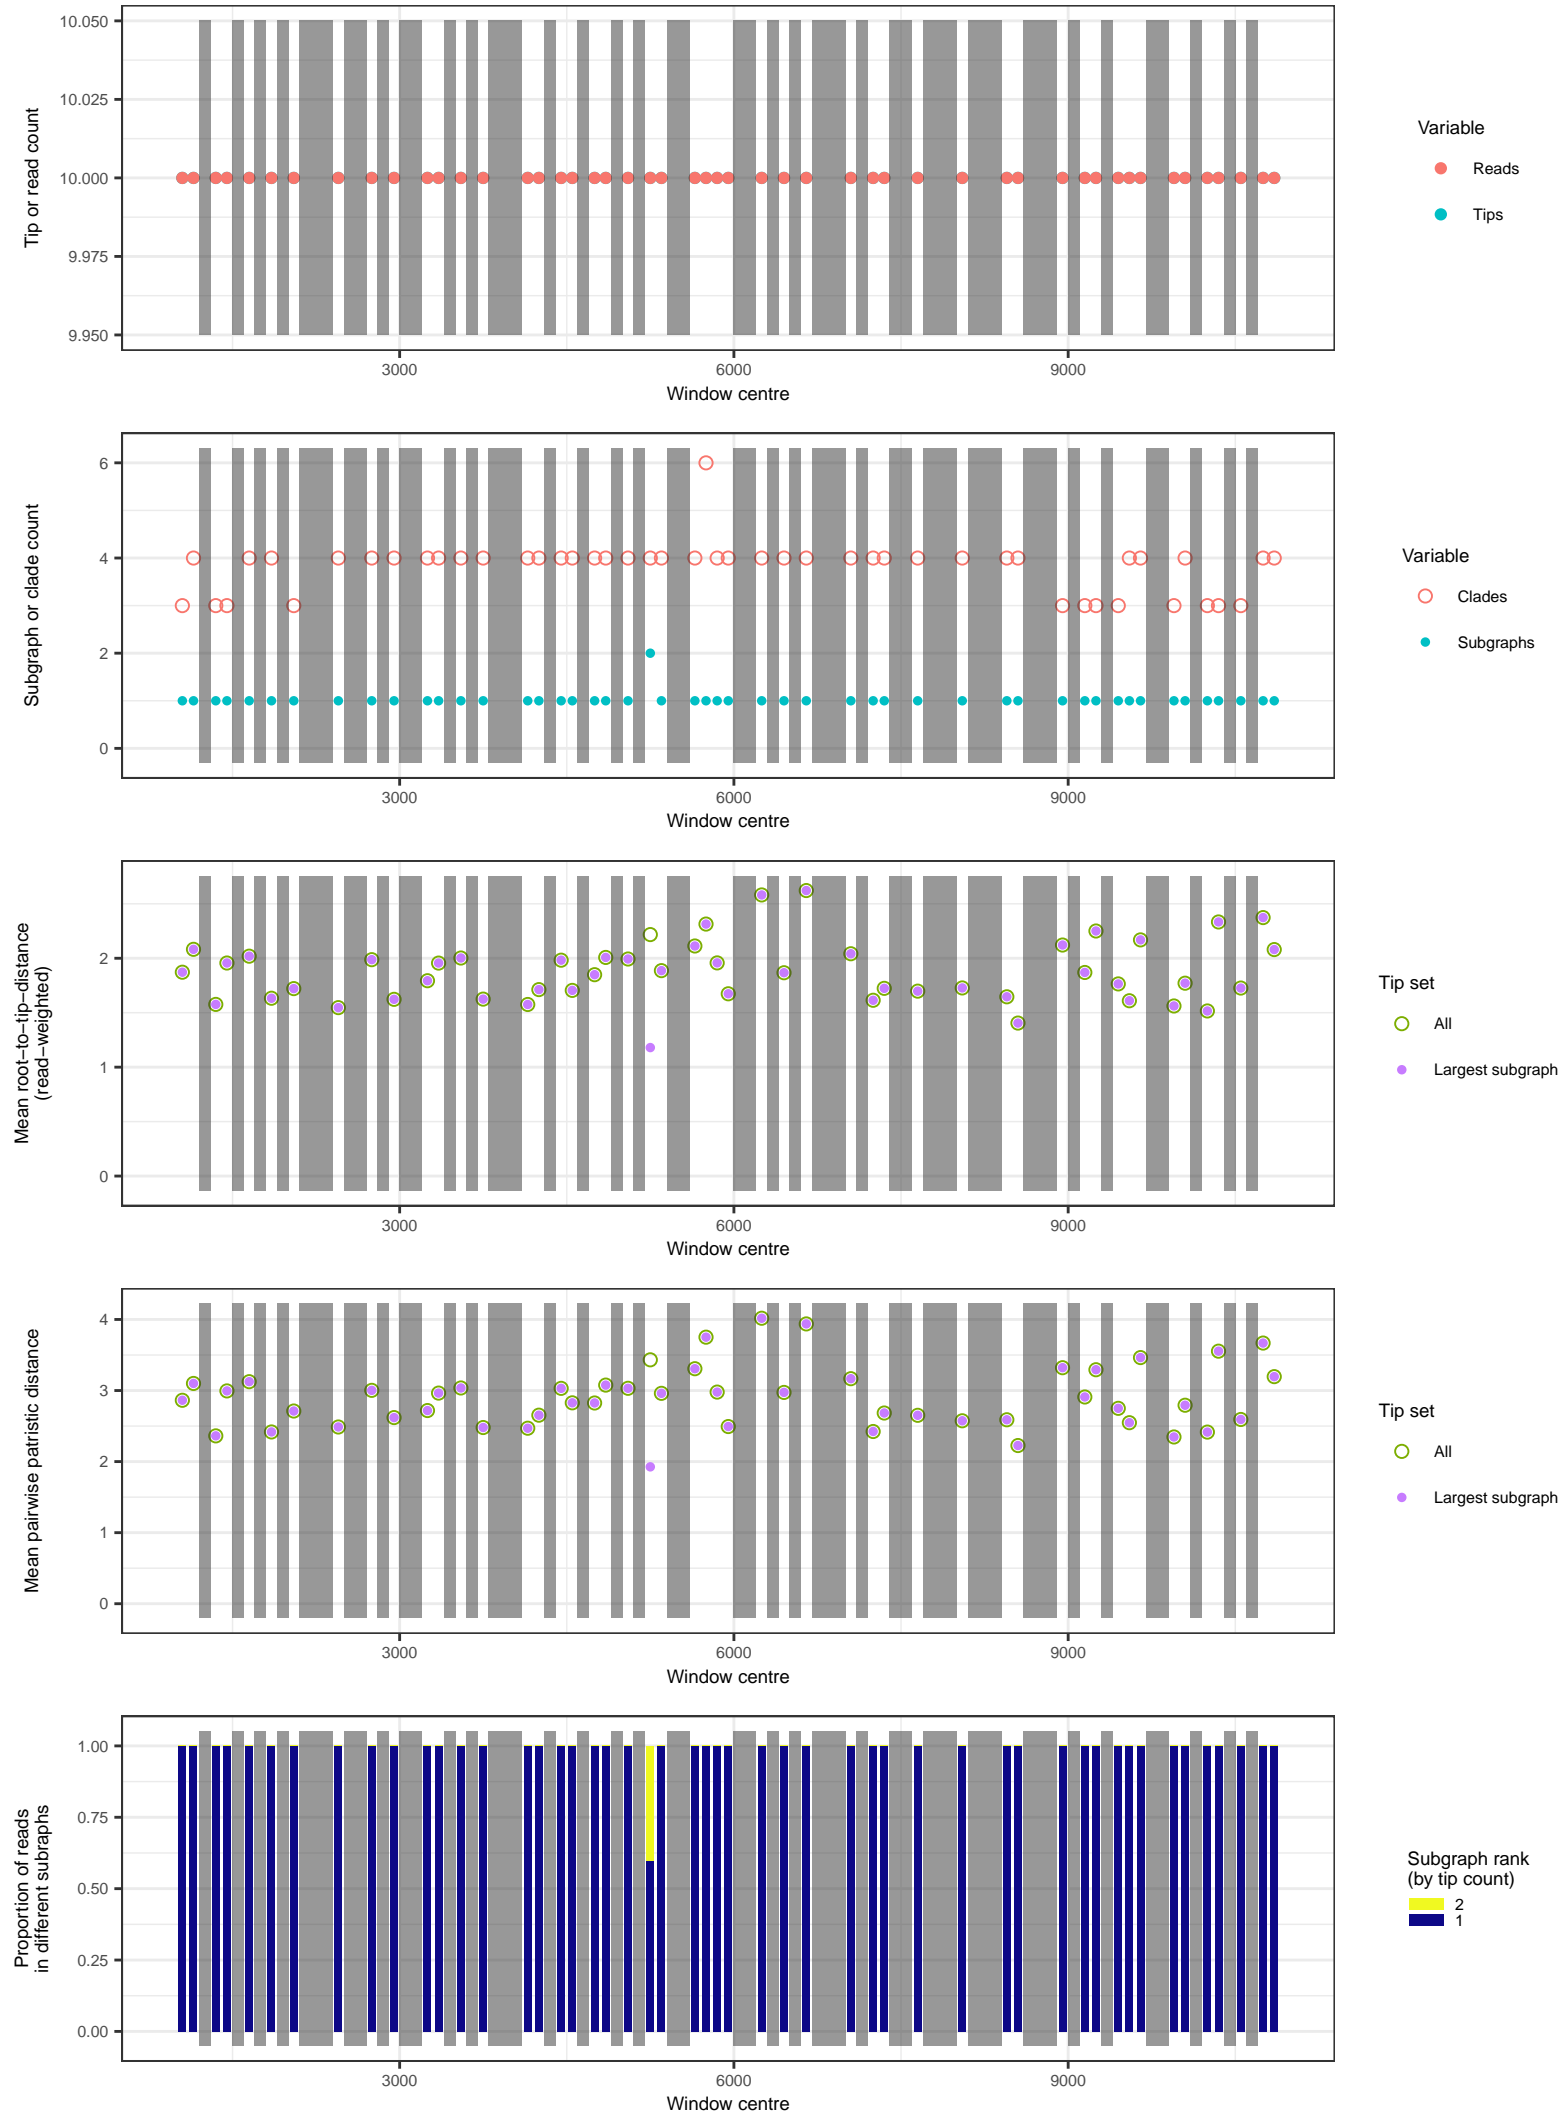 10.050
10.025
10.000
9.975
9.950
Tip or read count
3000 6000 9000
Window centre
Variable
Reads
Tips
6
4
2
0
Subgraph or clade count
3000 6000 9000
Window centre
Variable
Clades
Subgraphs
2
1
0
Mean root−to−tip−distance
(read−weighted)
3000 6000 9000
Window centre
Tip set
All
Largest subgraph
4
3
2
1
0
Mean pairwise patristic distance
3000 6000 9000
Window centre
Tip set
All
Largest subgraph
1.00
0.75
0.50
0.25
0.00
Proportion of reads
in different subraphs
3000 6000 9000
Window centre
Subgraph rank
(by tip count)
2
1